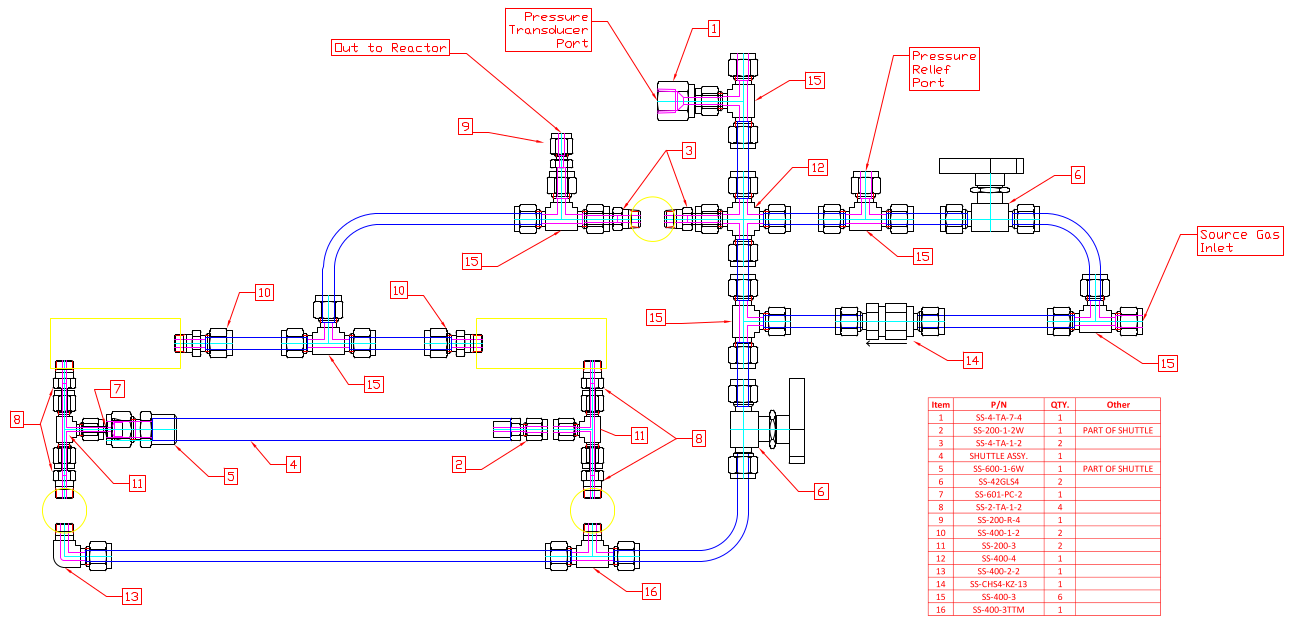 Pressure
Transducer
Port
1
Out to Reactor
15
Pressure
Relief
Port
9
3
12
6
Source Gas
Inlet
15
15
10
10
15
14
15
15
7
8
11
8
4
5
2
11
6
13
16
Item P/N QTY. Other
1 SS-4-TA-7-4 1
2 SS-200-1-2W 1 PART OF SHUTTLE
3 SS-4-TA-1-2 2
4 SHUTTLE ASSY. 1
5 SS-600-1-6W 1 PART OF SHUTTLE
6 SS-42GLS4 2
7 SS-601-PC-2 1
8 SS-2-TA-1-2 4
9 SS-200-R-4 1
10 SS-400-1-2 2
11 SS-200-3 2
12 SS-400-4 1
13 SS-400-2-2 1
14 SS-CHS4-KZ-13 1
15 SS-400-3 6
16 SS-400-3TTM 1